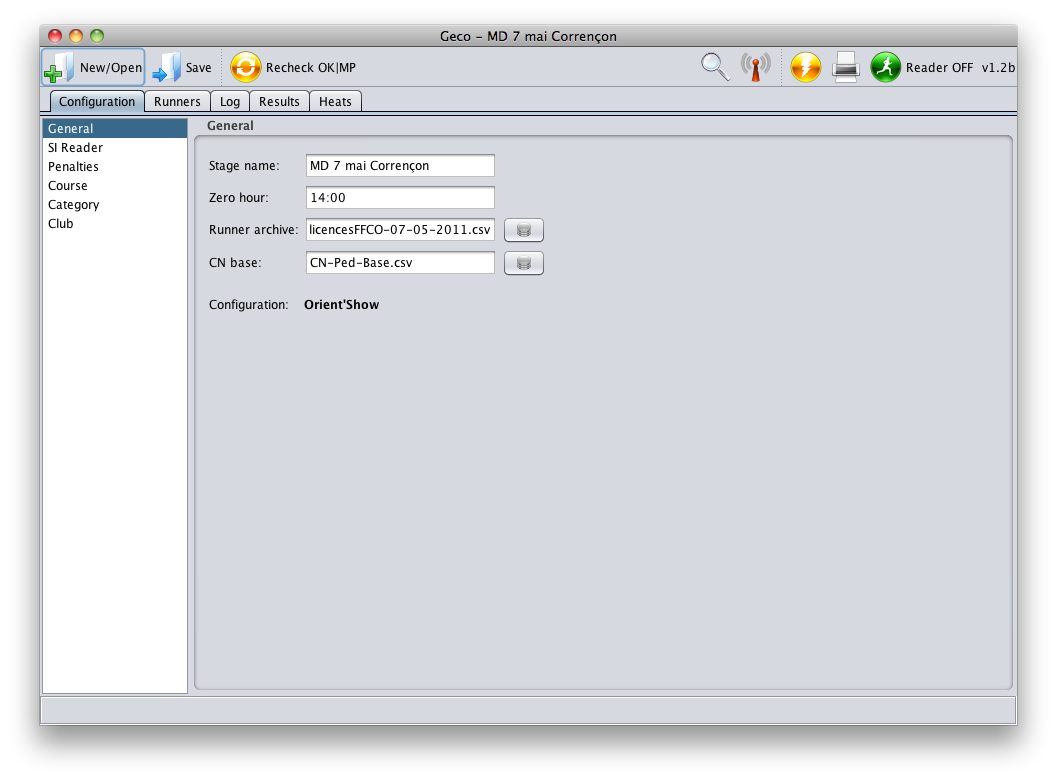 Geco - MD 7 mai Corrençon
New/Open Save Recheck OK|MP Reader OFF v1.2b
Configuration Runners Log Results Heats
General
SI Reader
Penalties
Course
Category
Club
General
Stage name: MD 7 mai Corrençon
Zero hour: 14:00
Runner archive: licencesFFCO-07-05-2011.csv
CN base: CN-Ped-Base.csv
Configuration: Orient'Show